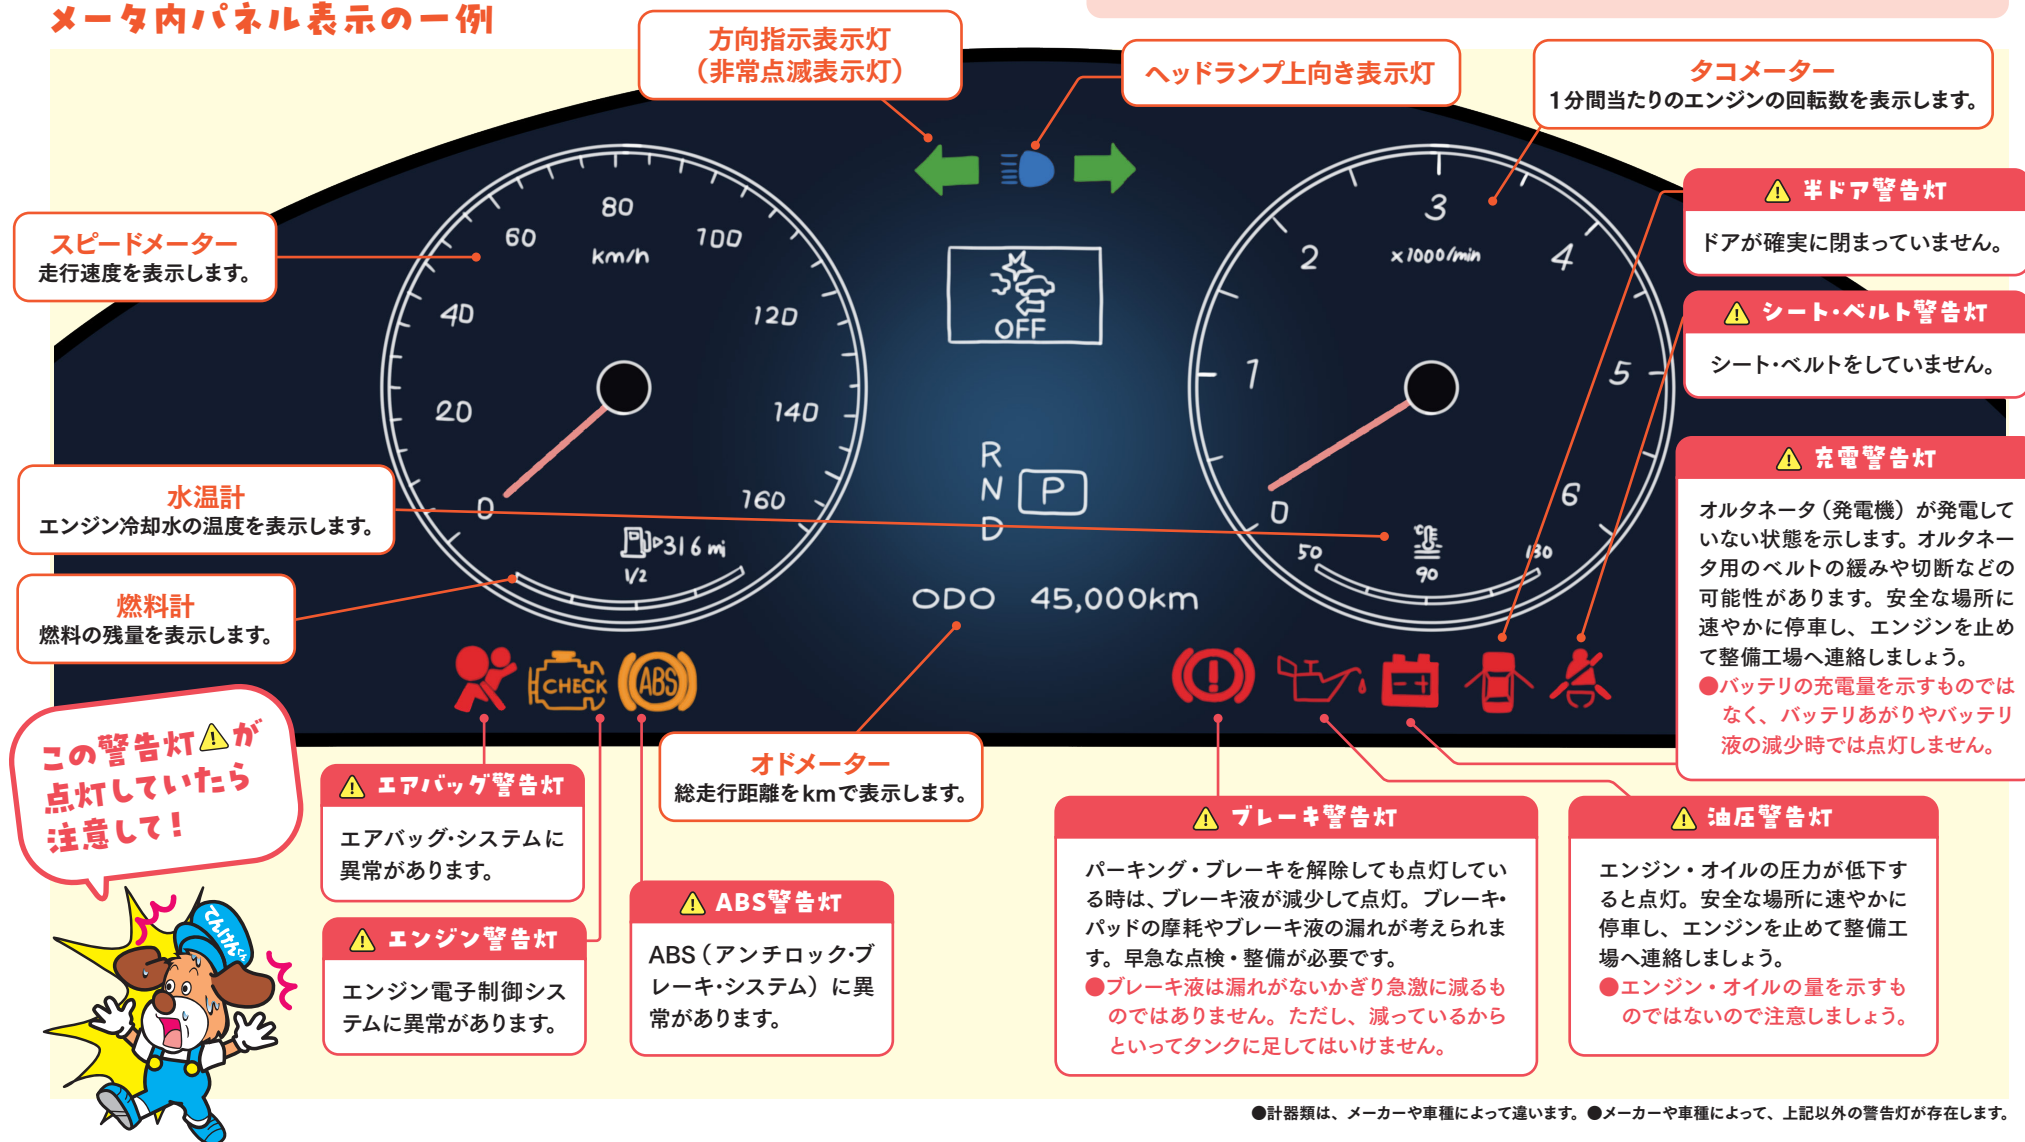 メータ内パネル表示の一例
方向指示表示灯
（非常点滅表示灯）
ヘッドランプ上向き表示灯
タコメーター
1分間当たりのエンジンの回転数を表示します。
スピードメーター
走行速度を表示します。
水温計
エンジン冷却水の温度を表示します。
燃料計
燃料の残量を表示します。
0
20
40
60
80
100
120
140
160
km/h
316 mi
1/2
OFF
R
N
D
P
ODO 45,000km
0
1
2
3
4
5
6
×1000/min
°C
50
90
130
CHECK
ABS
半ドア警告灯
ドアが確実に閉まっていません。
シート・ベルト警告灯
シート・ベルトをしていません。
充電警告灯
オルタネータ（発電機）が発電して
いない状態を示します。オルタネー
タ用のベルトの緩みや切断などの
可能性があります。安全な場所に
速やかに停車し、エンジンを止め
て整備工場へ連絡しましょう。
●バッテリの充電量を示すものでは
なく、バッテリあがりやバッテリ
液の減少時では点灯しません。
この警告灯が
点灯していたら
注意して！
てんけんくん
エアバッグ警告灯
エアバッグ・システムに
異常があります。
エンジン警告灯
エンジン電子制御シス
テムに異常があります。
オドメーター
総走行距離をkmで表示します。
ABS警告灯
ABS（アンチロック・ブ
レーキ・システム）に異
常があります。
ブレーキ警告灯
パーキング・ブレーキを解除しても点灯してい
る時は、ブレーキ液が減少して点灯。ブレーキ・
パッドの摩耗やブレーキ液の漏れが考えられま
す。早急な点検・整備が必要です。
●ブレーキ液は漏れがないかぎり急激に減るも
のではありません。ただし、減っているから
といってタンクに足してはいけません。
油圧警告灯
エンジン・オイルの圧力が低下す
ると点灯。安全な場所に速やかに
停車し、エンジンを止めて整備工
場へ連絡しましょう。
●エンジン・オイルの量を示すも
のではないので注意しましょう。
●計器類は、メーカーや車種によって違います。●メーカーや車種によって、上記以外の警告灯が存在します。